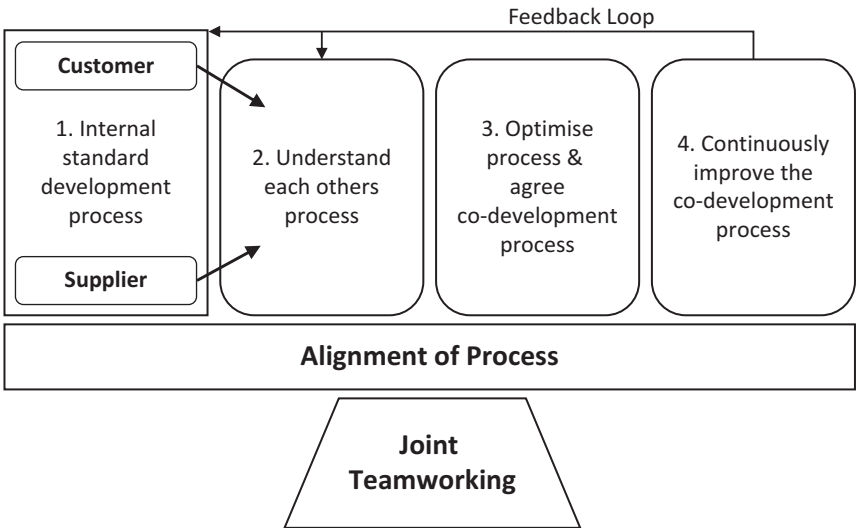 Feedback Loop
Customer
1. Internal
standard
development
process
Supplier
2. Understand
each others
process
3. Optimise
process &
agree
co-development
process
4. Continuously
improve the
co-development
process
Alignment of Process
Joint
Teamworking